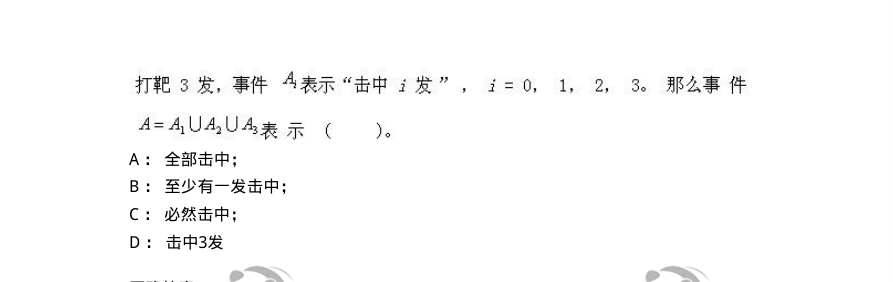 打靶 3 发，事件 Ai表示“击中 i 发”， i = 0， 1， 2， 3。 那么事 件
A = A1∪A2∪A3表 示 （ ）。
A ： 全部击中；
B ： 至少有一发击中；
C ： 必然击中；
D ： 击中3发